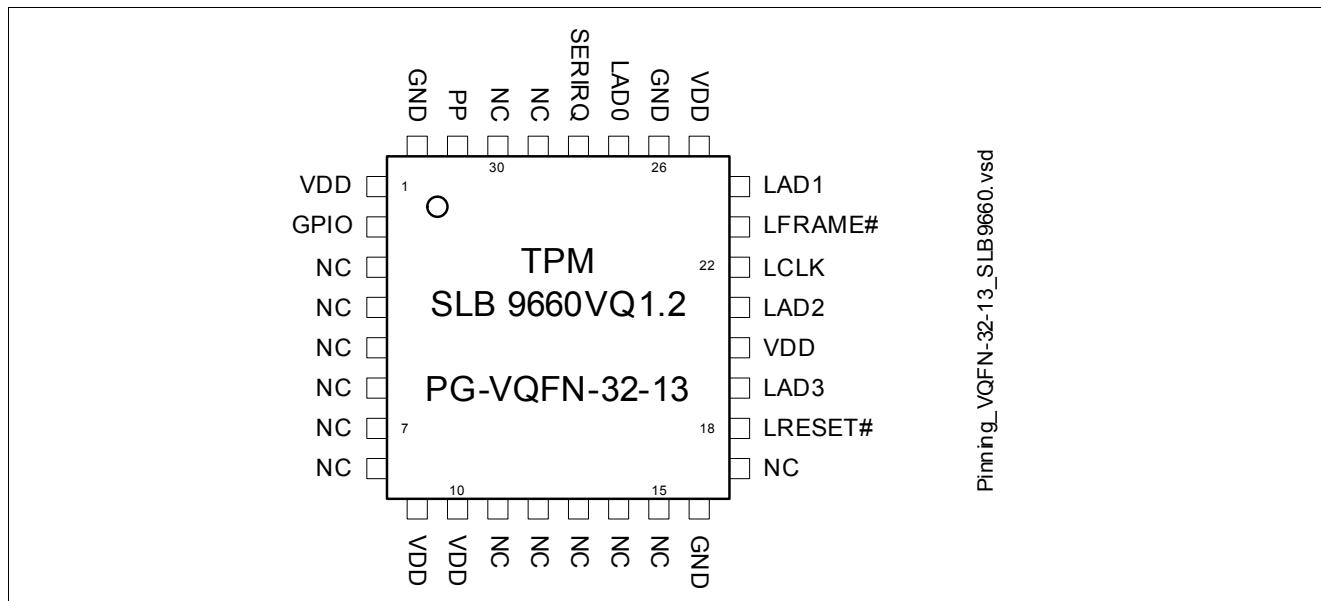 GND
PP
NC
NC
SERIRQ
LAD0
GND
VDD
30
26
VDD
1
LAD1
GPIO
LFRAME#
NC
TPM
22
LCLK
NC
SLB 9660VQ1.2
LAD2
NC
VDD
NC
PG-VQFN-32-13
LAD3
NC
7
18
LRESET#
NC
NC
10
15
VDD
VDD
NC
NC
NC
NC
NC
GND
Pinning_VQFN-32-13_SLB9660.vsd